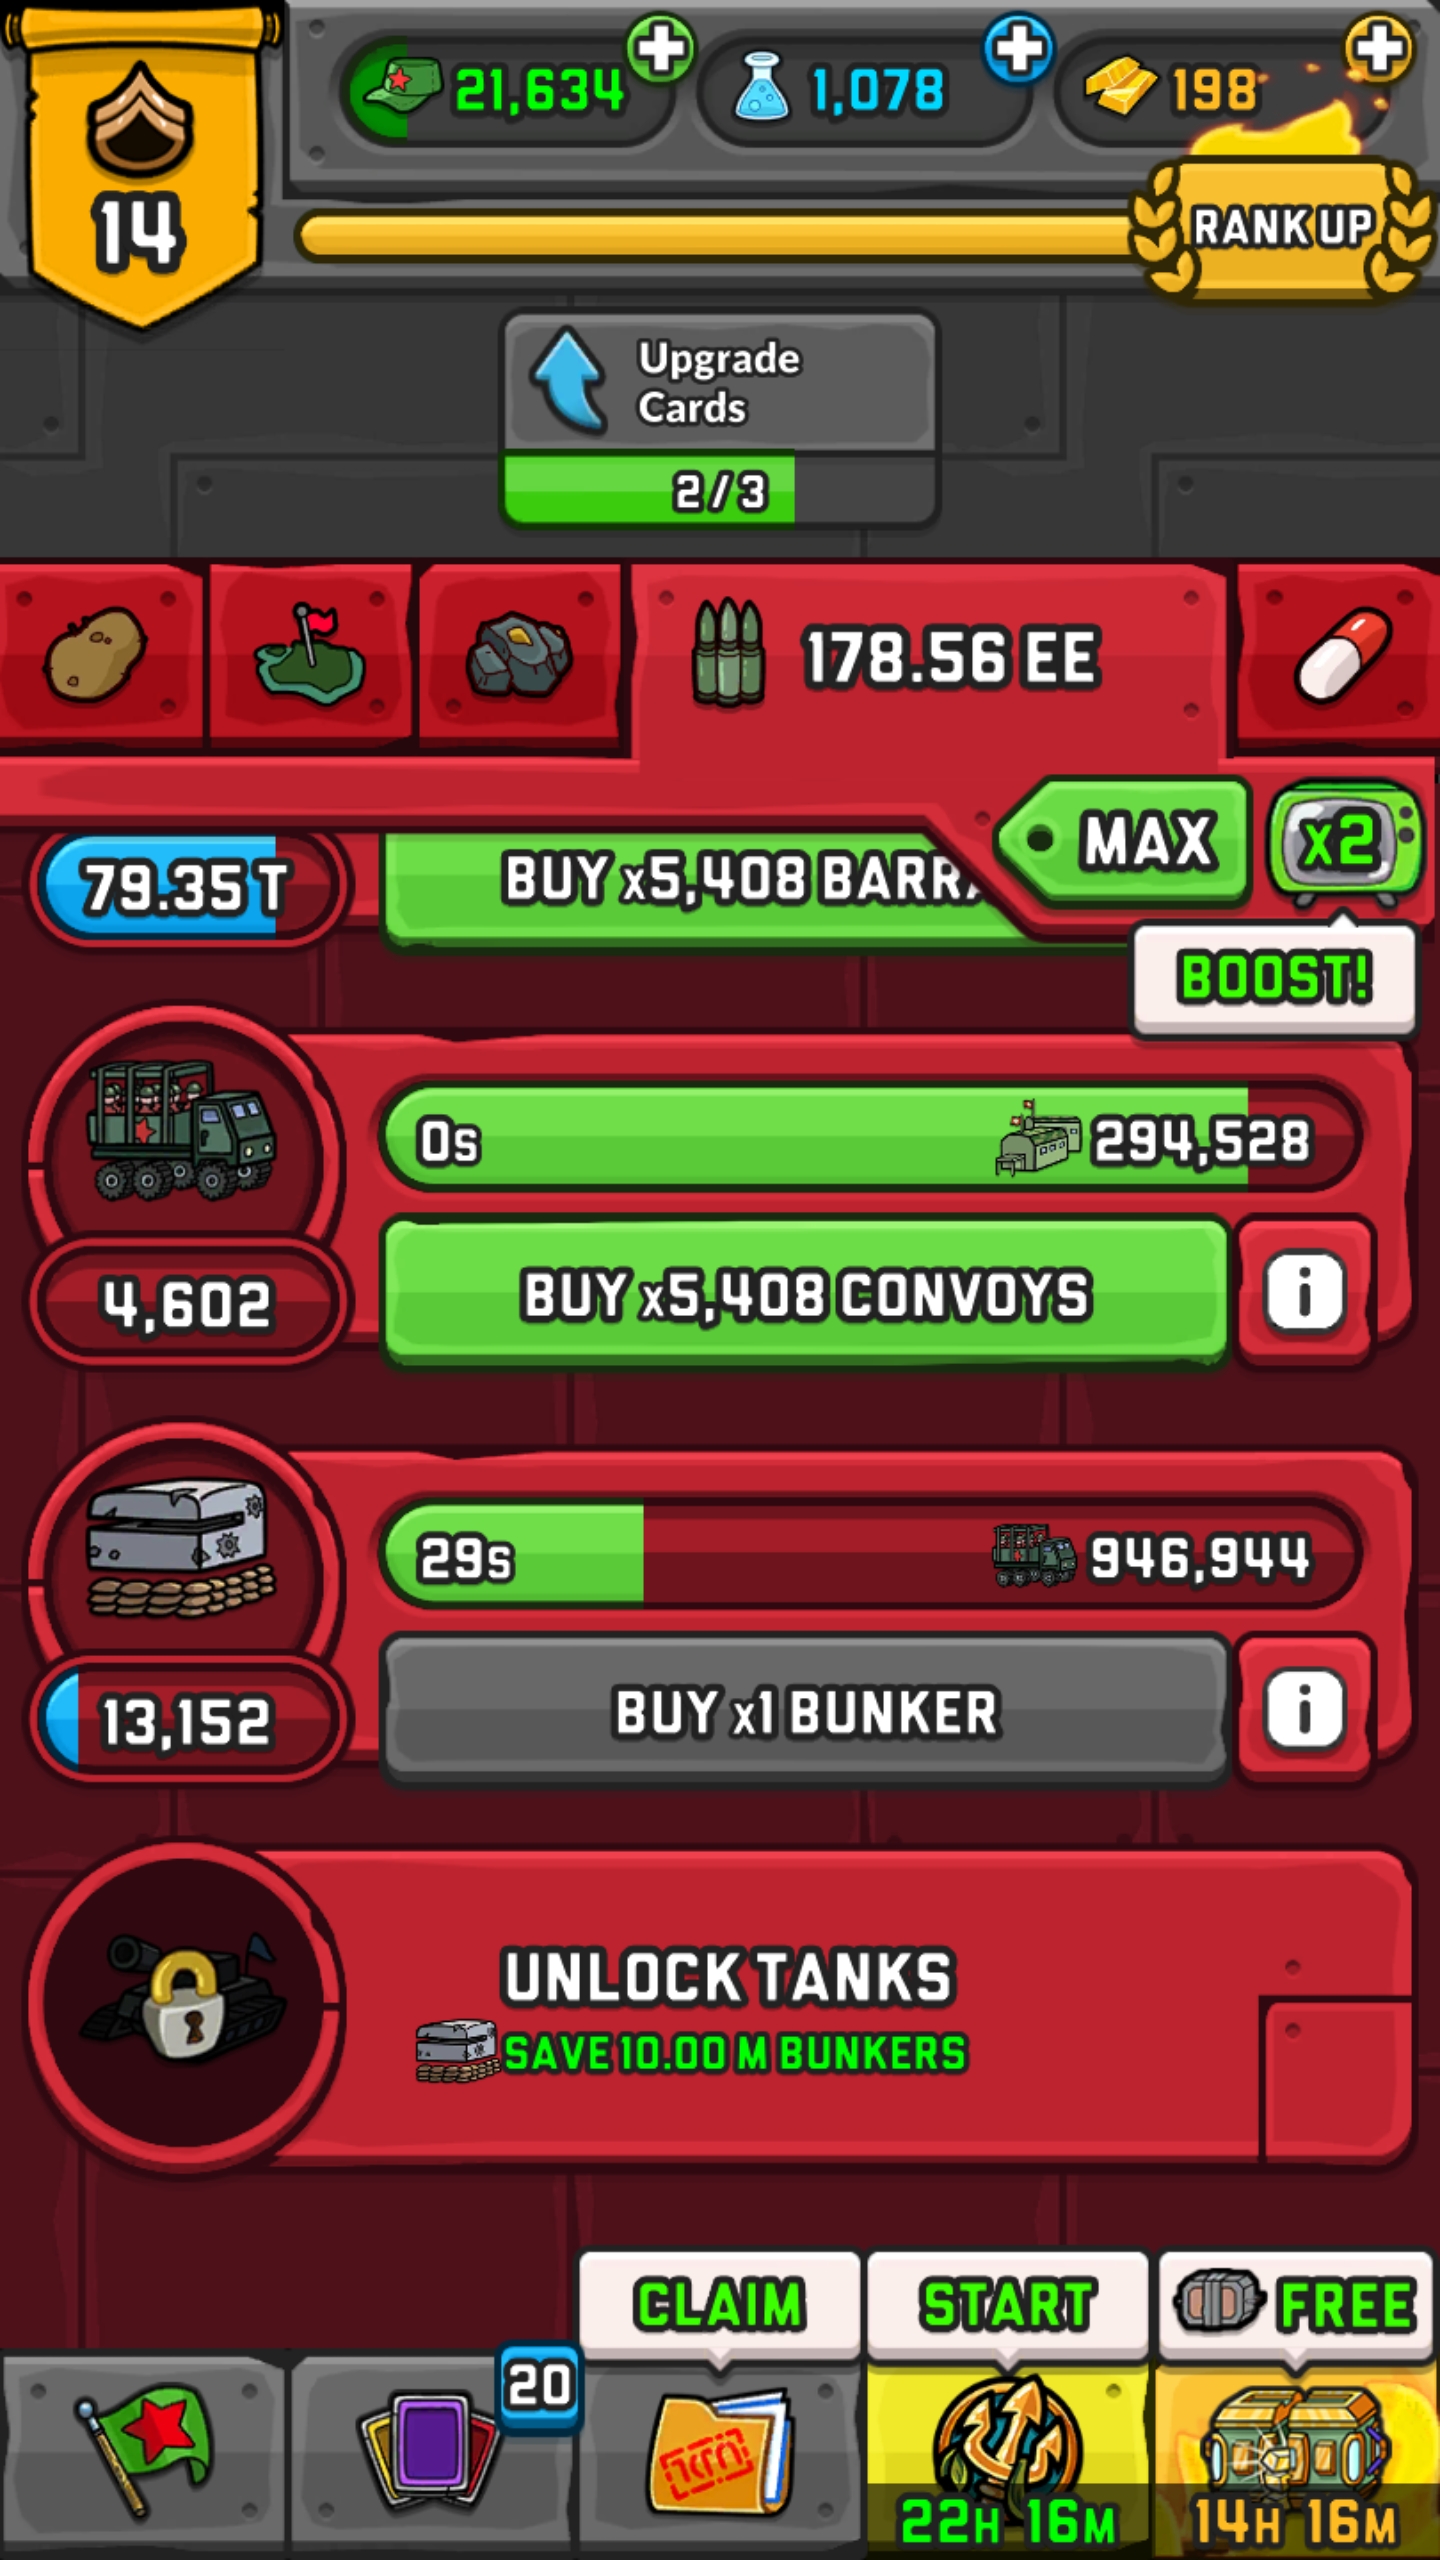 14
21,634
1,078
198
RANK UP
Upgrade
Cards
2/3
178.56 EE
79.35 T
BUY x5,408 BARRA
MAX
x2
BOOST!
0s
294,528
4,602
BUY x5,408 CONVOYS
i
29s
946,944
13,152
BUY x1 BUNKER
i
UNLOCK TANKS
SAVE 10.00 M BUNKERS
CLAIM
START
FREE
20
22H 16M
14H 16M